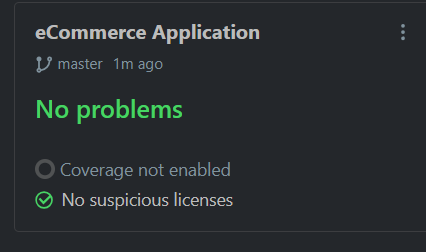 eCommerce Application
master 1m ago
No problems
Coverage not enabled
No suspicious licenses